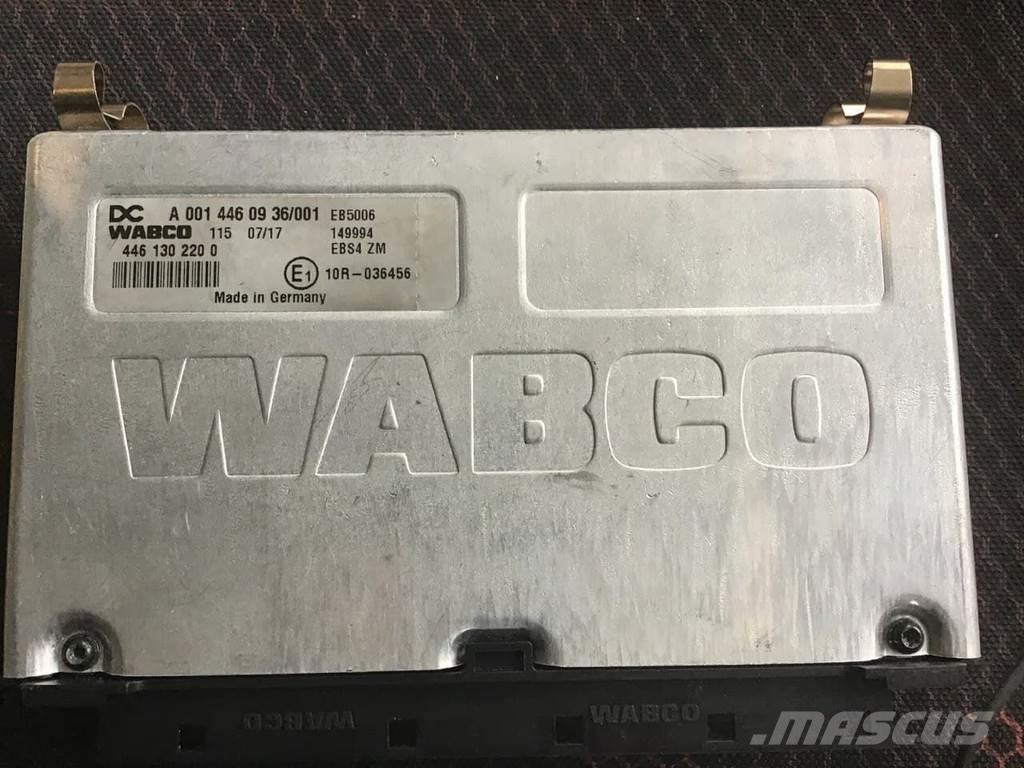 DC A 001 446 09 36/001 EB5006
WABCO 115 07/17 149994
446 130 220 0 EBS4 ZM
E1 10R-036456
Made in Germany
WABCO
WABCO WABCO
MASCUS